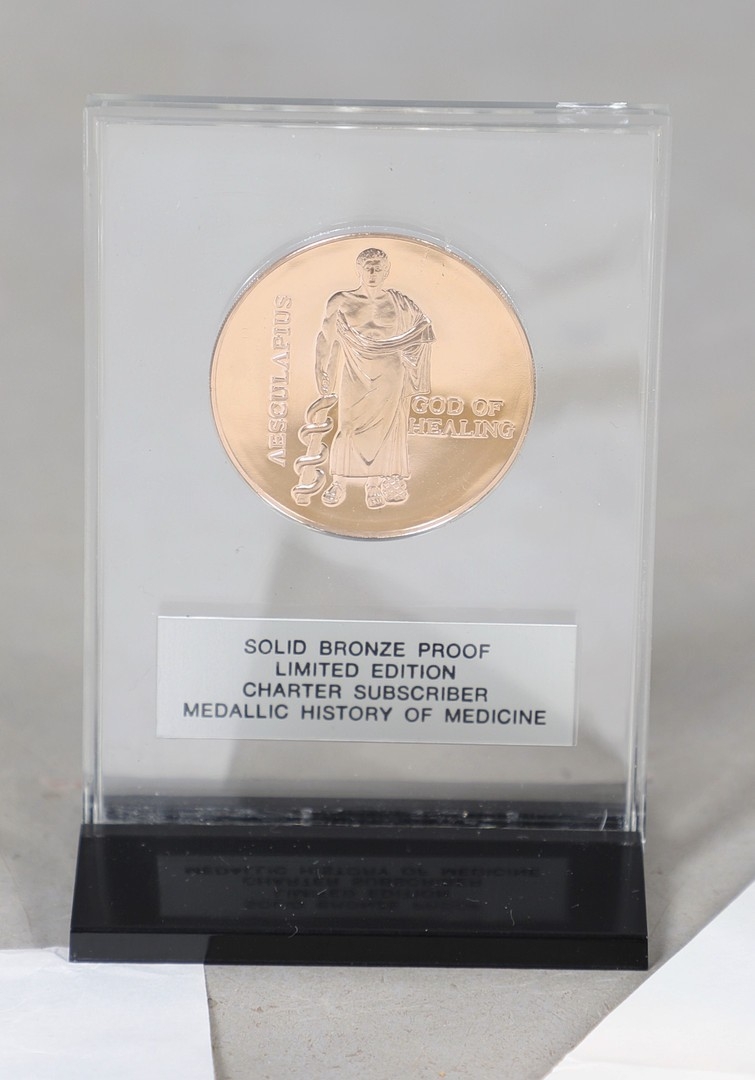 AESCULAPIUS
GOD OF
HEALING
SOLID BRONZE PROOF
LIMITED EDITION
CHARTER SUBSCRIBER
MEDALLIC HISTORY OF MEDICINE